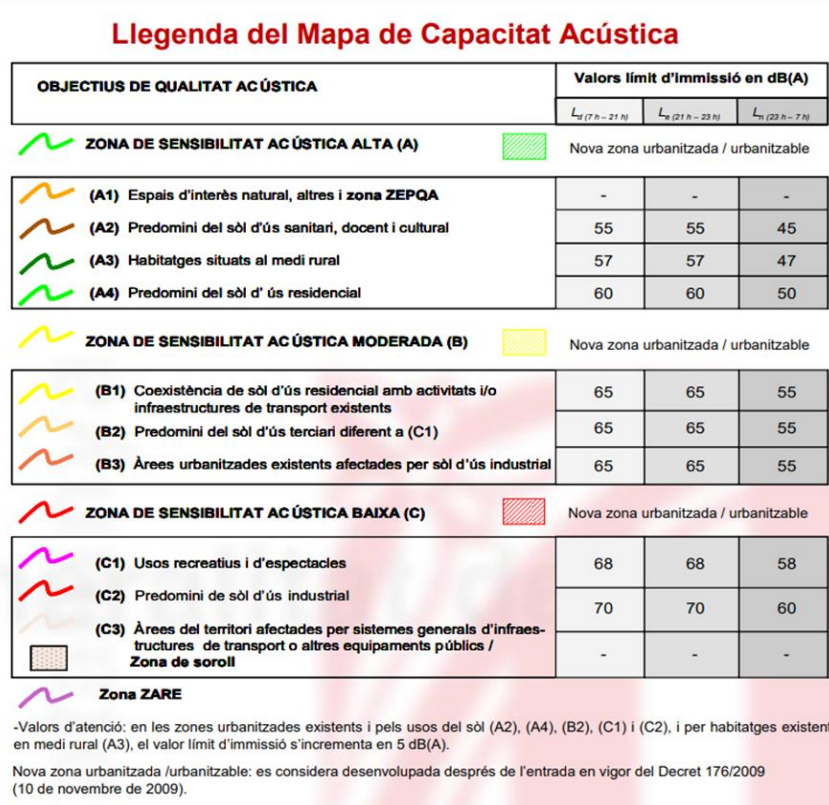 Llegenda del Mapa de Capacitat Acústica
OBJECTIUS DE QUALITAT ACÚSTICA
Valors límit d'immissió en dB(A)
Ld (7 h – 21 h) Le (21 h – 23 h) Ln (23 h – 7 h)
ZONA DE SENSIBILITAT ACÚSTICA ALTA (A) Nova zona urbanitzada / urbanitzable
(A1) Espais d'interès natural, altres i zona ZEPQA - - -
(A2) Predomini del sòl d'ús sanitari, docent i cultural 55 55 45
(A3) Habitatges situats al medi rural 57 57 47
(A4) Predomini del sòl d' ús residencial 60 60 50
ZONA DE SENSIBILITAT ACÚSTICA MODERADA (B) Nova zona urbanitzada / urbanitzable
(B1) Coexistència de sòl d'ús residencial amb activitats i/o
infraestructures de transport existents 65 65 55
(B2) Predomini del sòl d'ús terciari diferent a (C1) 65 65 55
(B3) Àrees urbanitzades existents afectades per sòl d'ús industrial 65 65 55
ZONA DE SENSIBILITAT ACÚSTICA BAIXA (C) Nova zona urbanitzada / urbanitzable
(C1) Usos recreatius i d'espectacles 68 68 58
(C2) Predomini de sòl d'ús industrial 70 70 60
(C3) Àrees del territori afectades per sistemes generals d'infraes-
tructures de transport o altres equipaments públics /
Zona de soroll - - -
Zona ZARE
-Valors d'atenció: en les zones urbanitzades existents i pels usos del sòl (A2), (A4), (B2), (C1) i (C2), i per habitatges existent
en medi rural (A3), el valor límit d'immissió s'incrementa en 5 dB(A).
Nova zona urbanitzada /urbanitzable: es considera desenvolupada després de l'entrada en vigor del Decret 176/2009
(10 de novembre de 2009).